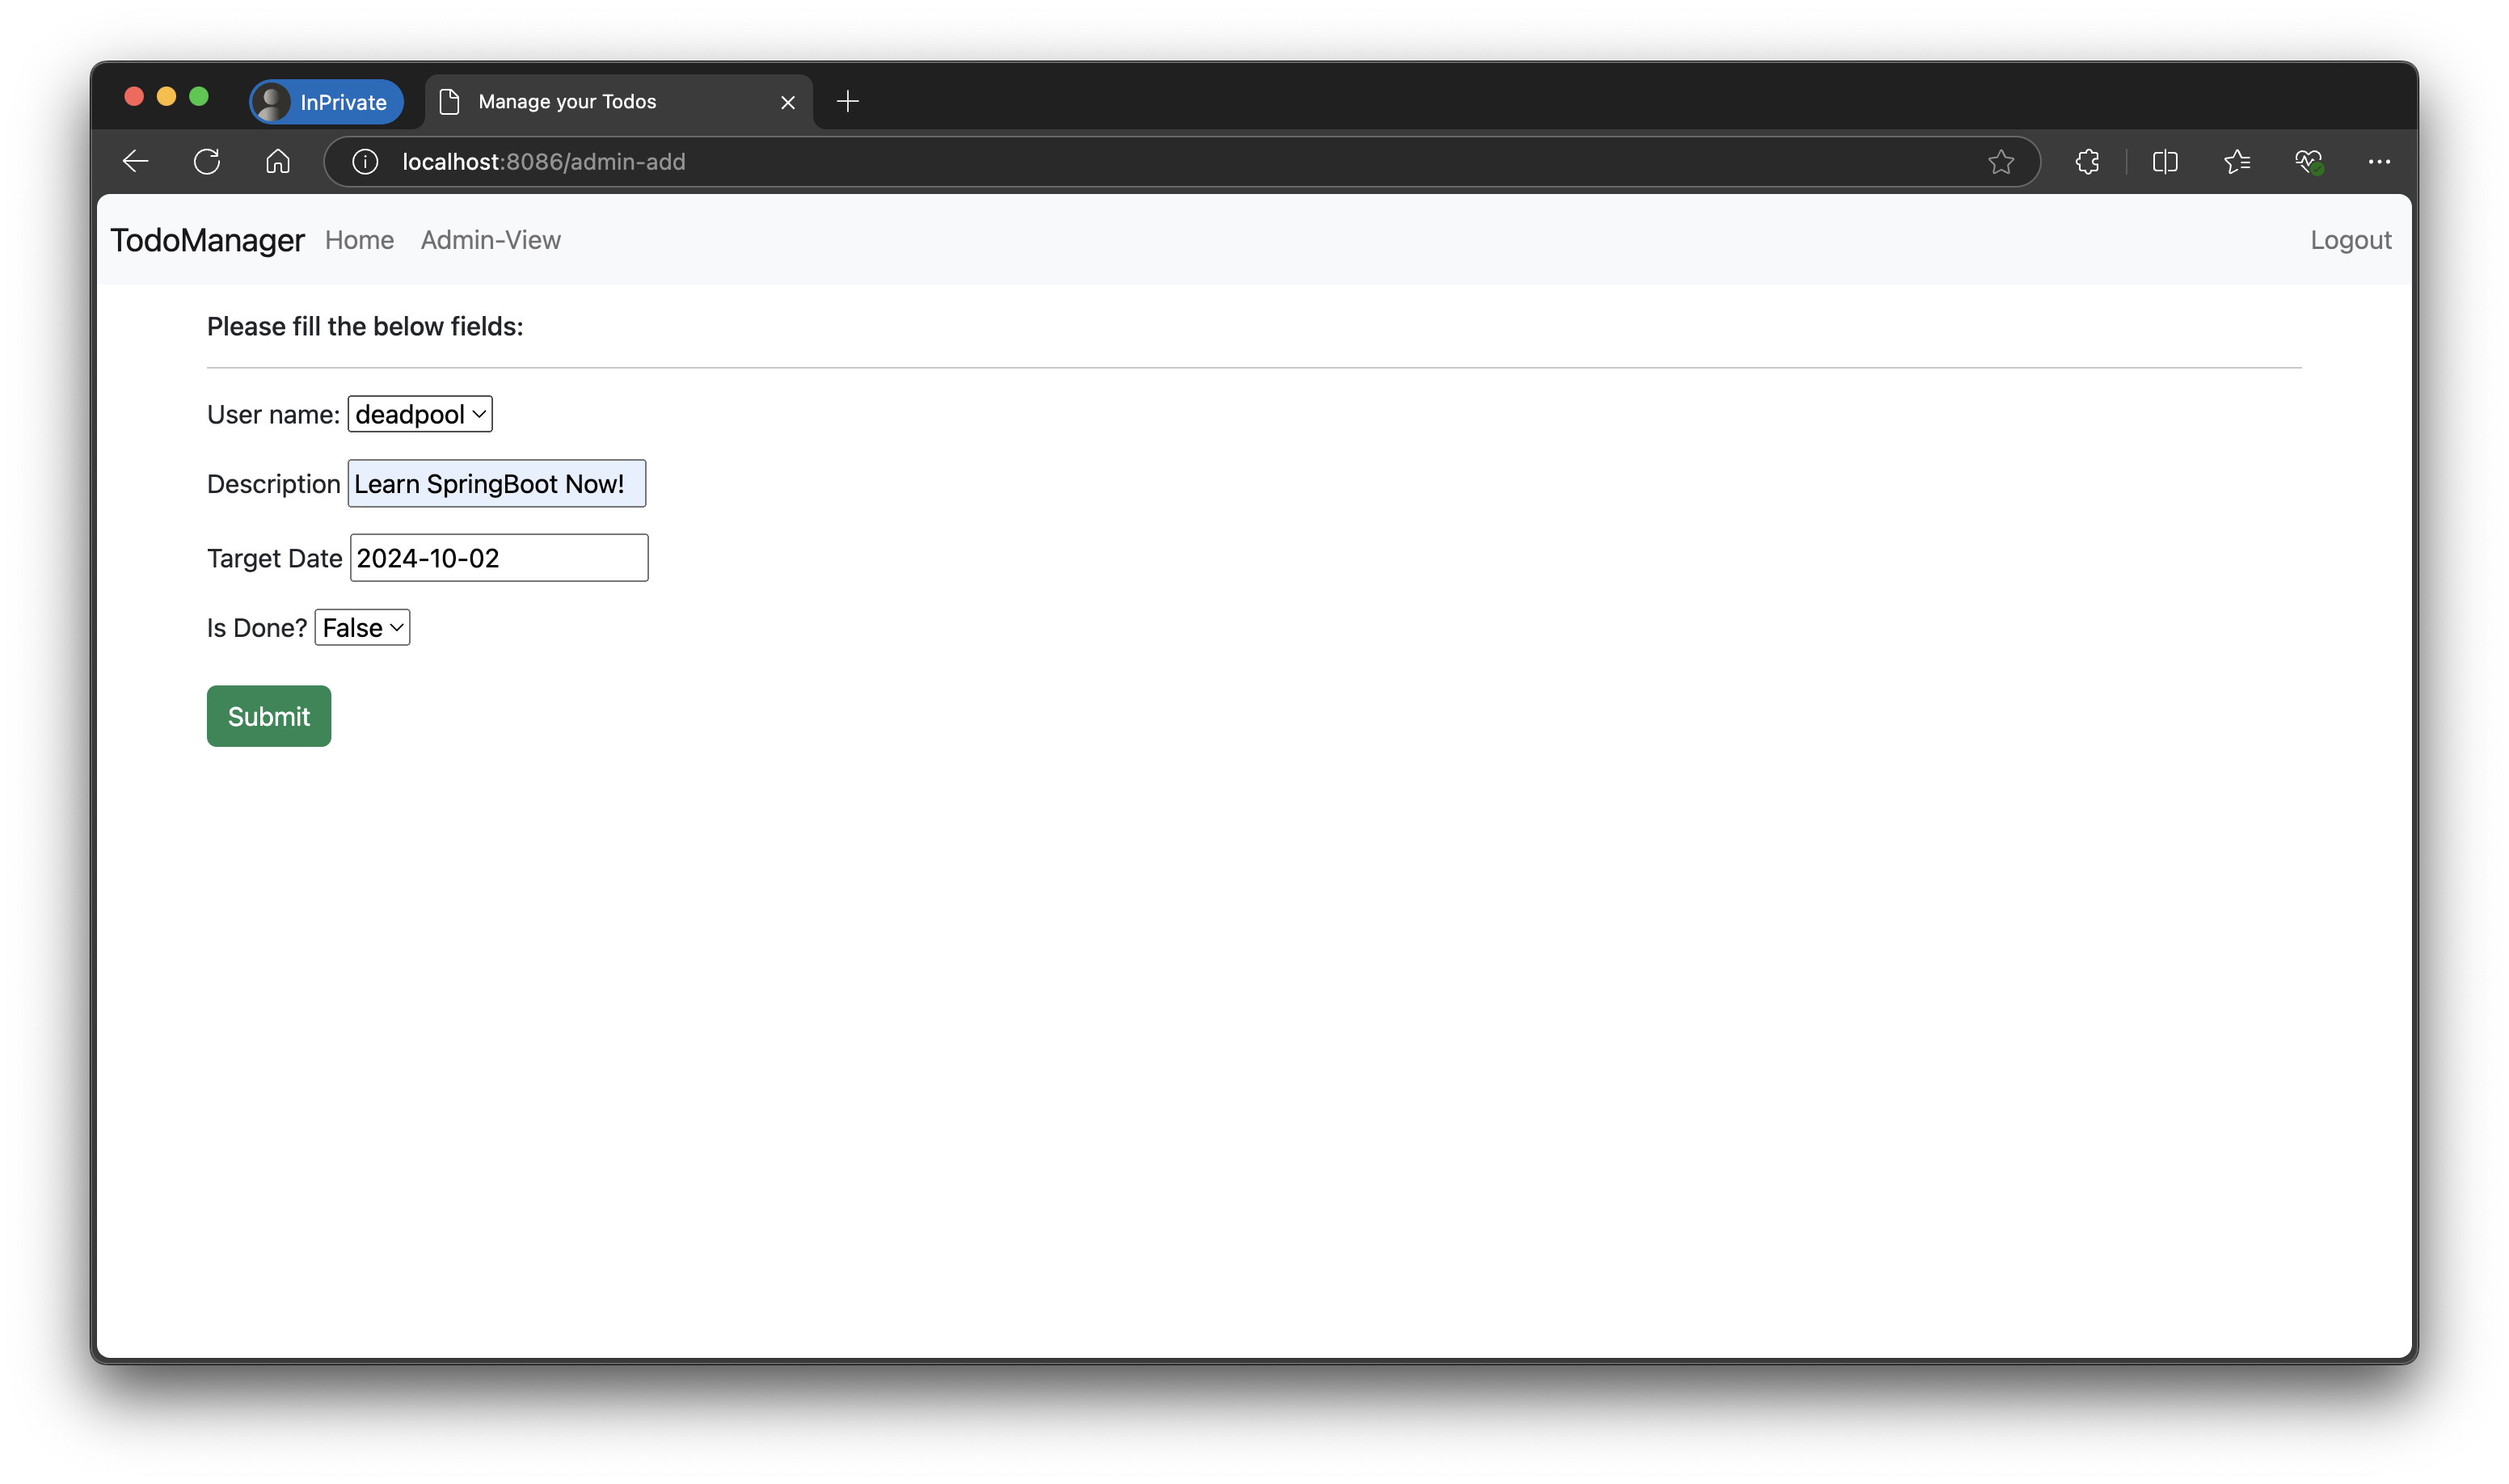 InPrivate Manage your Todos
localhost:8086/admin-add
TodoManager Home Admin-View Logout
Please fill the below fields:
User name: deadpool
Description Learn SpringBoot Now!
Target Date 2024-10-02
Is Done? False
Submit